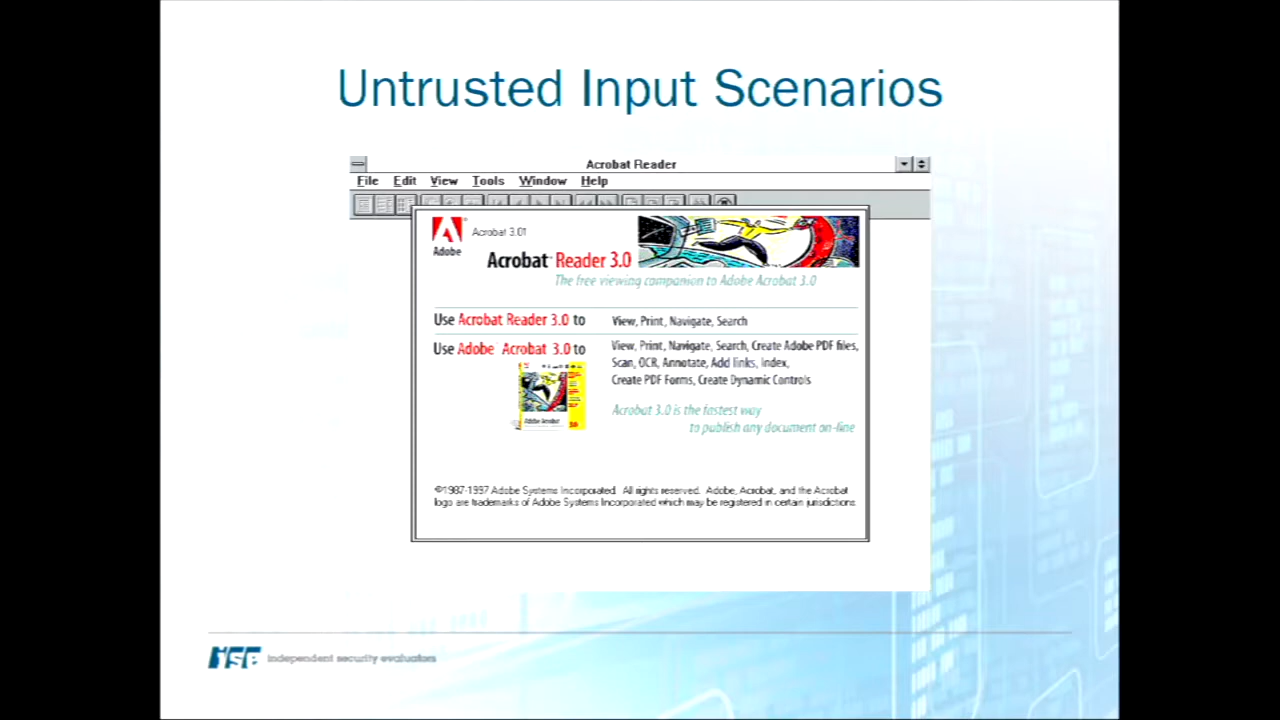 Untrusted Input Scenarios
Acrobat Reader
File Edit View Tools Window Help
Adobe
Acrobat 3.01
Acrobat Reader 3.0
The free viewing companion to Adobe Acrobat 3.0
Use Acrobat Reader 3.0 to
View, Print, Navigate, Search
Use Adobe Acrobat 3.0 to
View, Print, Navigate, Search, Create Adobe PDF files,
Scan, OCR, Annotate, Add links, Index,
Create PDF Forms, Create Dynamic Controls
Adobe Acrobat
3.0
Acrobat 3.0 is the fastest way
to publish any document on-line
©1987-1997 Adobe Systems Incorporated. All rights reserved. Adobe, Acrobat, and the Acrobat
logo are trademarks of Adobe Systems Incorporated which may be registered in certain jurisdictions.
ise independent security evaluators